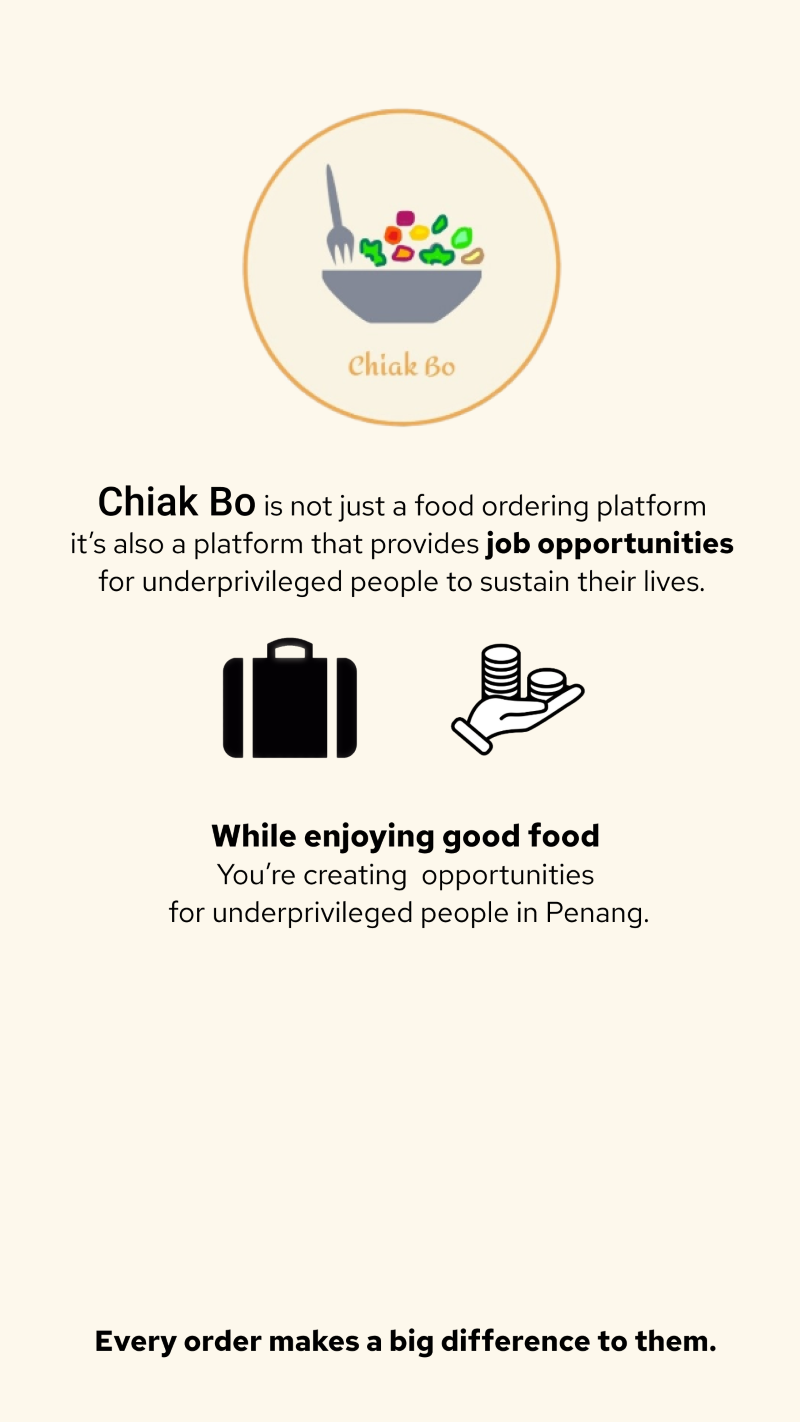 Chiak Bo
Chiak Bo is not just a food ordering platform
it's also a platform that provides job opportunities
for underprivileged people to sustain their lives.
While enjoying good food
You're creating  opportunities
for underprivileged people in Penang.
Every order makes a big difference to them.